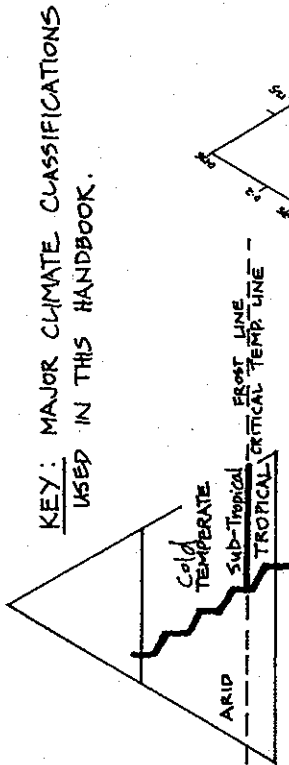 KEY: MAJOR CLIMATE CLASSIFICATIONS
USED IN THIS HANDBOOK.
Cold
TEMPERATE
ARID
Sub-Tropical
FROST LINE
TROPICAL
CRITICAL TEMP. LINE